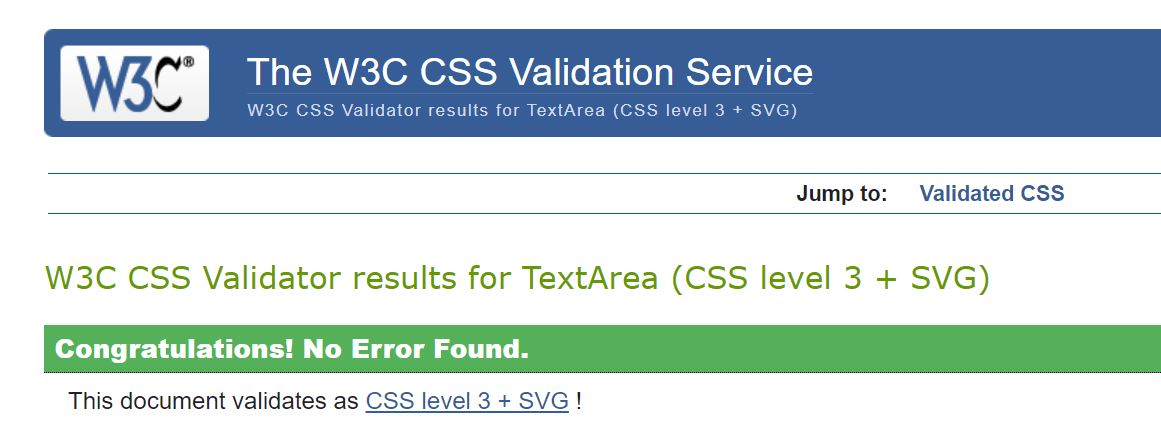 W3C®
The W3C CSS Validation Service
W3C CSS Validator results for TextArea (CSS level 3 + SVG)
Jump to: Validated CSS
W3C CSS Validator results for TextArea (CSS level 3 + SVG)
Congratulations! No Error Found.
This document validates as CSS level 3 + SVG !